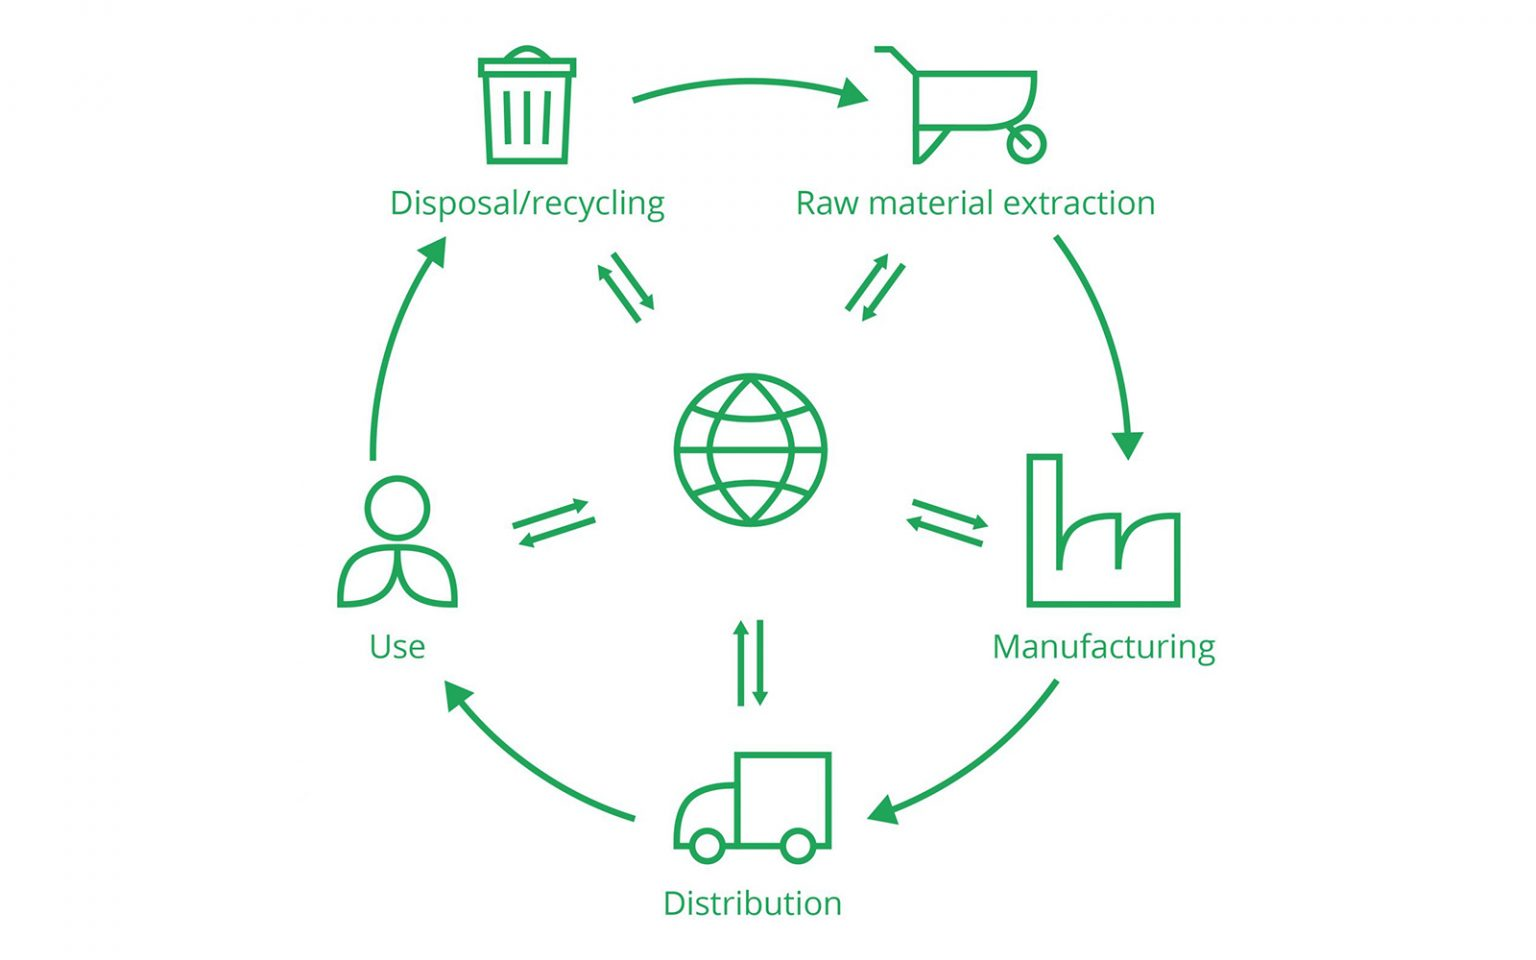 Disposal/recycling
Raw material extraction
Use
Manufacturing
Distribution